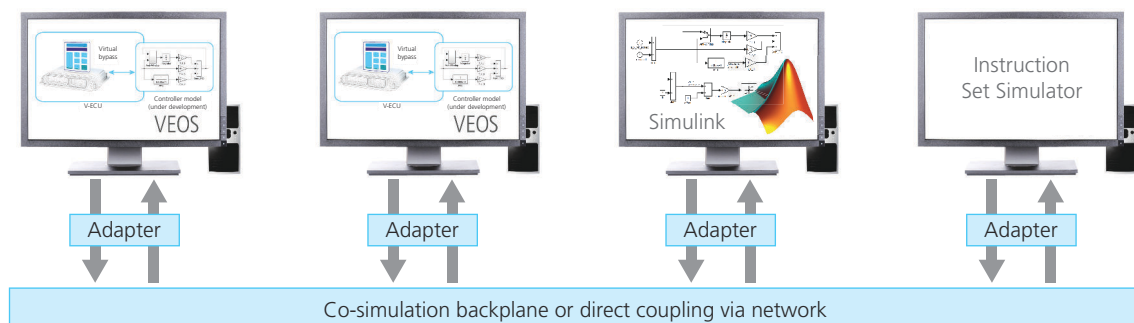 Virtual
bypass
V-ECU
Controller model
(under development)
VEOS
Virtual
bypass
V-ECU
Controller model
(under development)
VEOS
Simulink
Instruction
Set Simulator
Adapter
Adapter
Adapter
Adapter
Co-simulation backplane or direct coupling via network